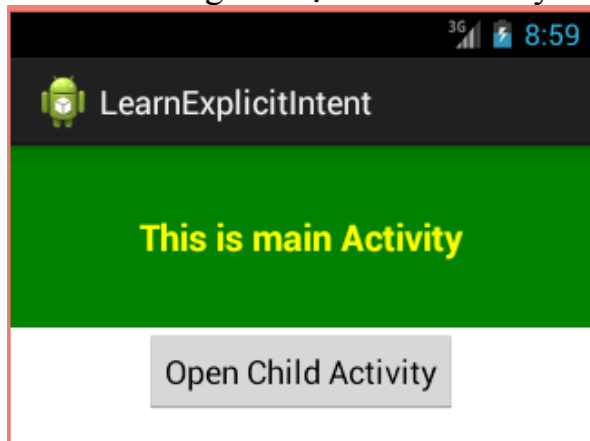 3G 8:59
LearnExplicitIntent
This is main Activity
Open Child Activity